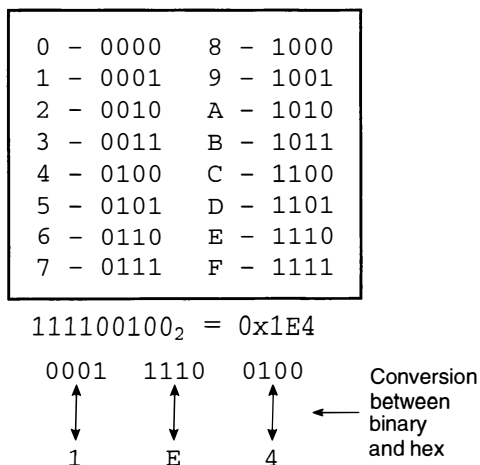 0 – 0000 8 – 1000
1 – 0001 9 – 1001
2 – 0010 A – 1010
3 – 0011 B – 1011
4 – 0100 C – 1100
5 – 0101 D – 1101
6 – 0110 E – 1110
7 – 0111 F – 1111
111100100₂ = 0x1E4
0001 1110 0100
1 E 4
Conversion
between
binary
and hex